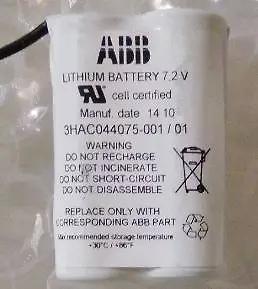 ABB
LITHIUM BATTERY 7,2 V
cell certified
Manuf. date 14 10
3HAC044075-001 / 01
WARNING
DO NOT RECHARGE
DO NOT INCINERATE
DO NOT SHORT-CIRCUIT
DO NOT DISASSEMBLE
REPLACE ONLY WITH
CORRESPONDING ABB PART
Max recommended storage temperature
+30°C / +86°F